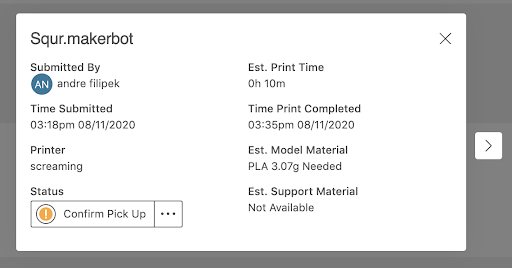 Squr.makerbot
Submitted By
AN andre filipek
Est. Print Time
0h 10m
Time Submitted
03:18pm 08/11/2020
Time Print Completed
03:35pm 08/11/2020
Printer
screaming
Est. Model Material
PLA 3.07g Needed
Status
! Confirm Pick Up •••
Est. Support Material
Not Available